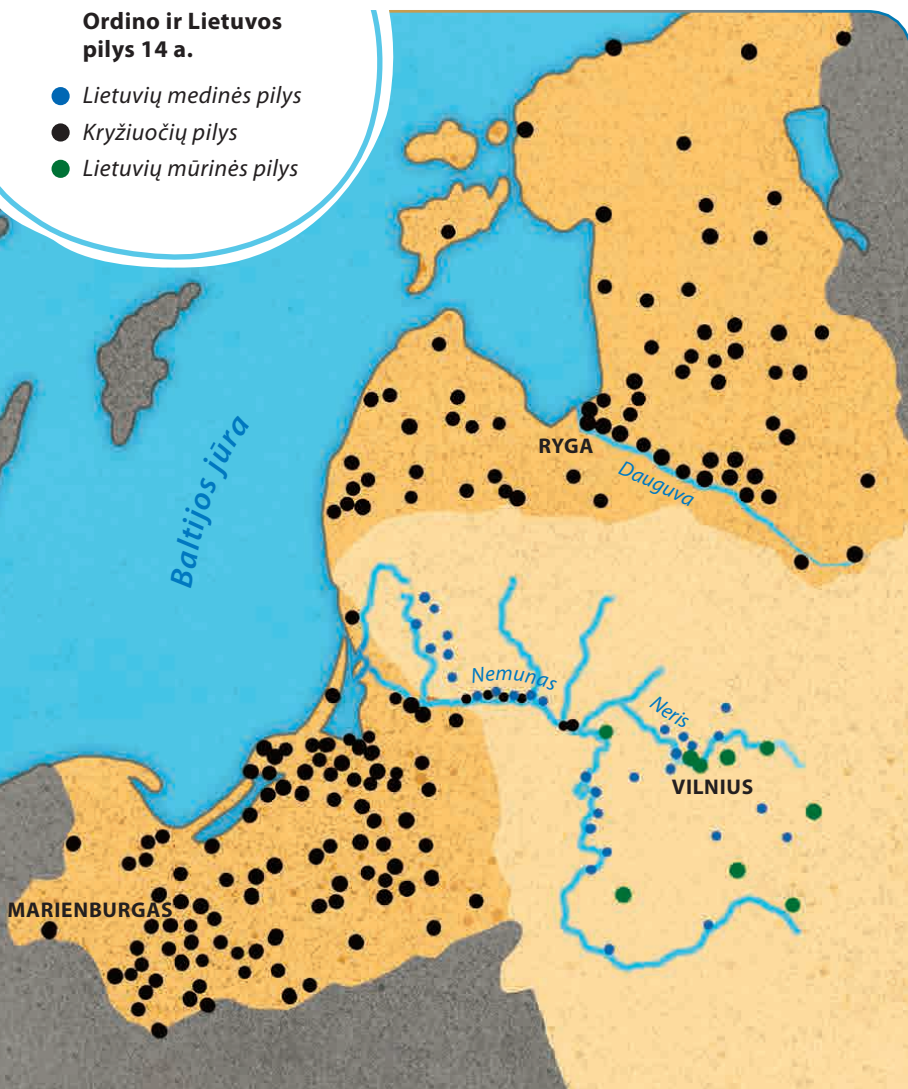 Ordino ir Lietuvos
pilys 14 a.
Lietuvių medinės pilys
Kryžiuočių pilys
Lietuvių mūrinės pilys
Baltijos jūra
RYGA
Dauguva
Nemunas
Neris
VILNIUS
MARIENBURGAS